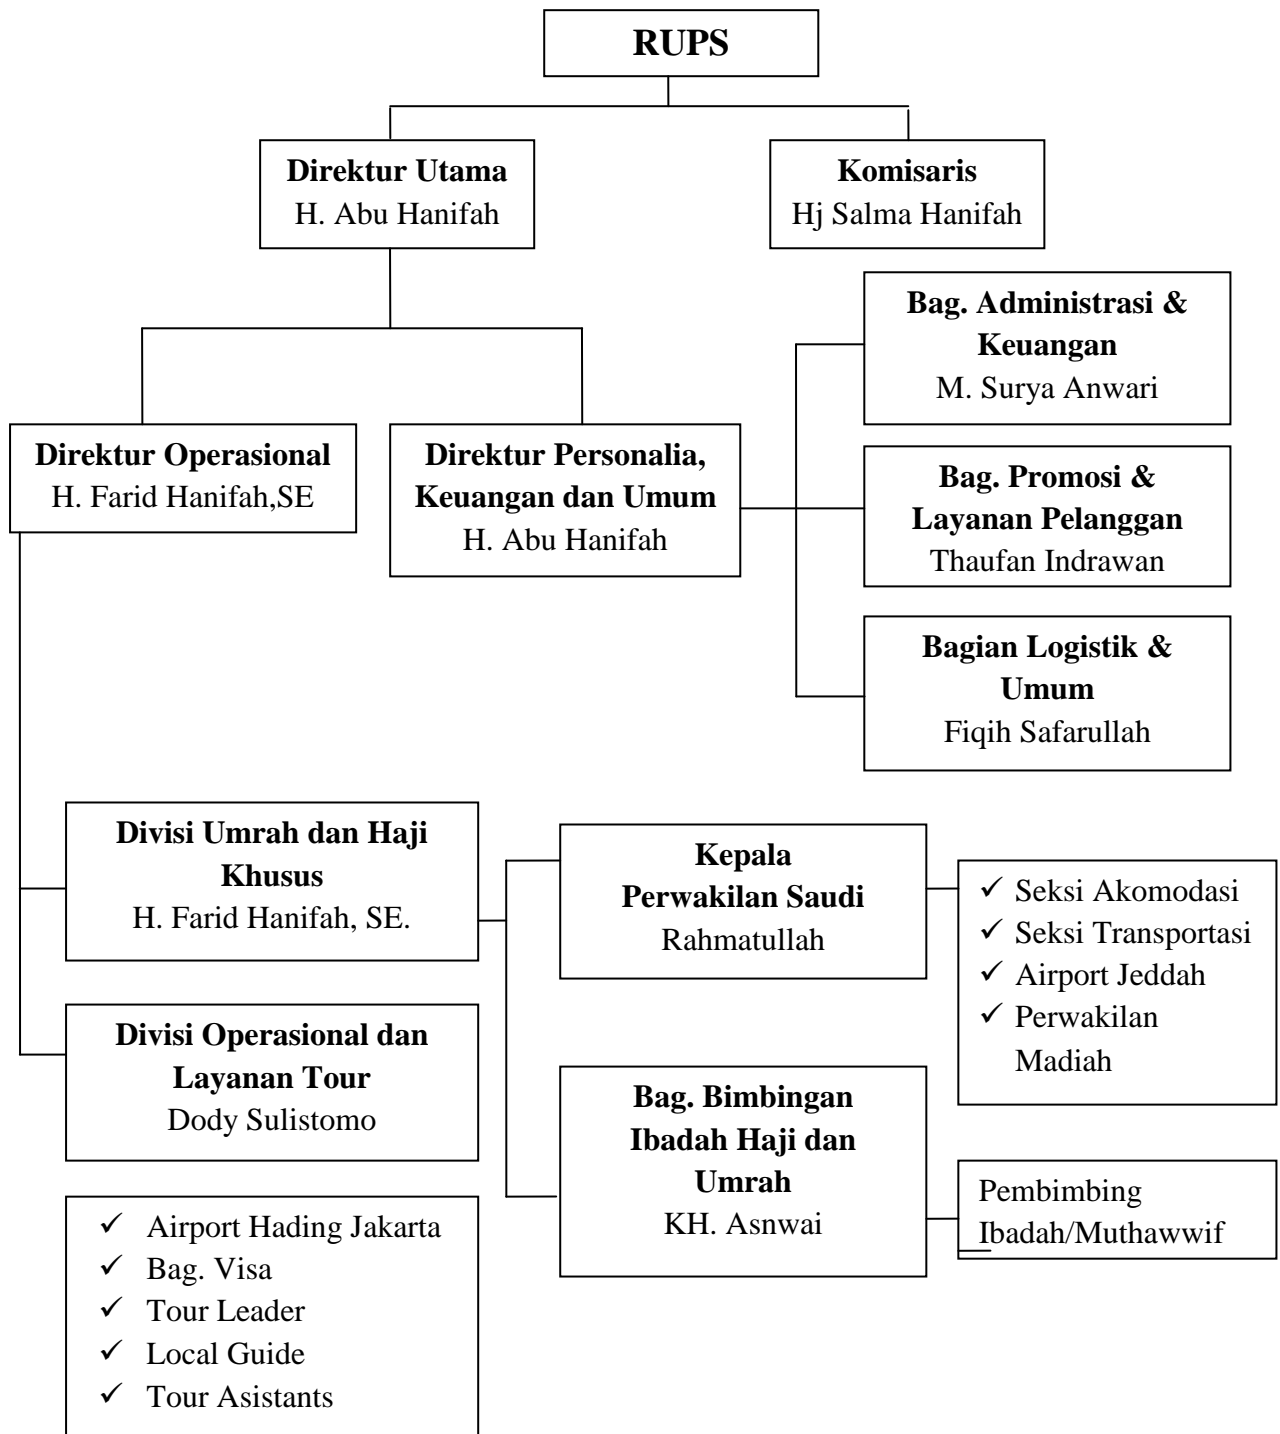 RUPS
Direktur Utama
H. Abu Hanifah
Komisaris
Hj Salma Hanifah
Bag. Administrasi &
Keuangan
M. Surya Anwari
Direktur Operasional
H. Farid Hanifah,SE
Direktur Personalia,
Keuangan dan Umum
H. Abu Hanifah
Bag. Promosi &
Layanan Pelanggan
Thaufan Indrawan
Bagian Logistik &
Umum
Fiqih Safarullah
Divisi Umrah dan Haji
Khusus
H. Farid Hanifah, SE.
Kepala
Perwakilan Saudi
Rahmatullah
✓ Seksi Akomodasi
✓ Seksi Transportasi
✓ Airport Jeddah
✓ Perwakilan
Madiah
Divisi Operasional dan
Layanan Tour
Dody Sulistomo
Bag. Bimbingan
Ibadah Haji dan
Umrah
KH. Asnwai
Pembimbing
Ibadah/Muthawwif
✓ Airport Hading Jakarta
✓ Bag. Visa
✓ Tour Leader
✓ Local Guide
✓ Tour Asistants